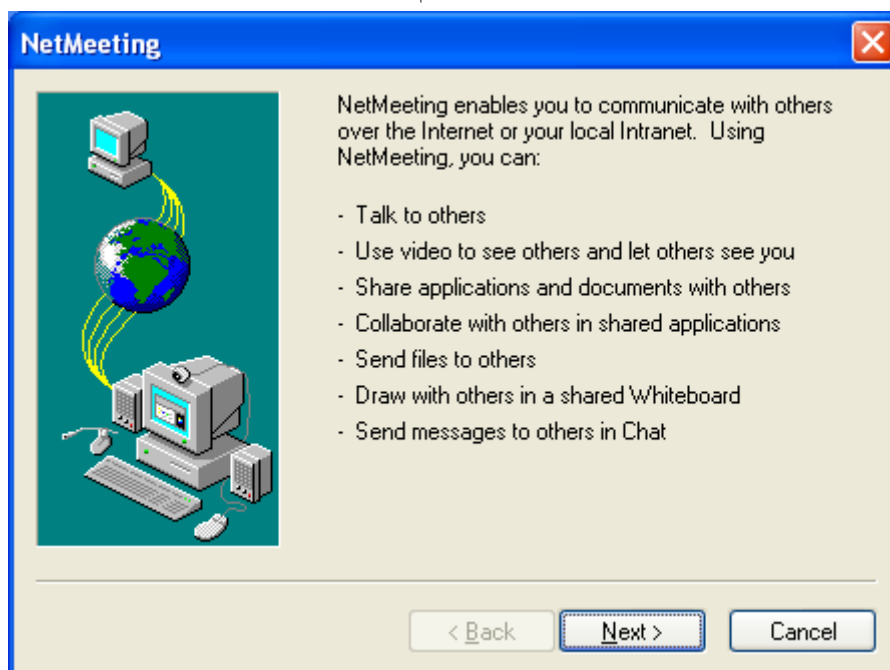 NetMeeting
NetMeeting enables you to communicate with others
over the Internet or your local Intranet.  Using
NetMeeting, you can:
- Talk to others
- Use video to see others and let others see you
- Share applications and documents with others
- Collaborate with others in shared applications
- Send files to others
- Draw with others in a shared Whiteboard
- Send messages to others in Chat
< Back Next > Cancel